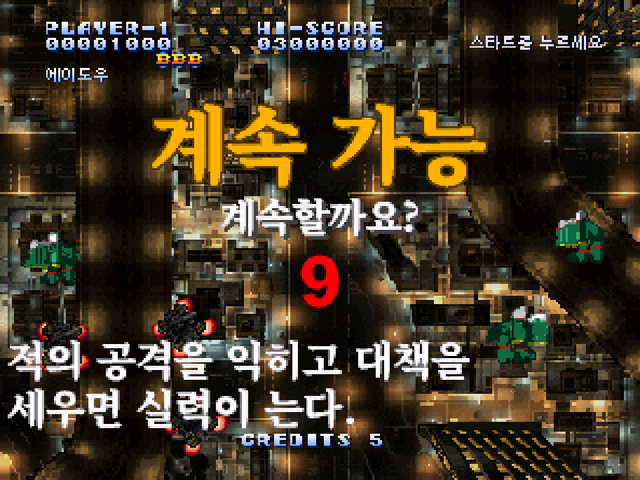 PLAYER-1 HI-SCORE
00001000 03000000 스타트를 누르세요
BBB
에이도우
계속 가능
계속할까요?
9
적의 공격을 익히고 대책을
세우면 실력이 는다.
CREDITS 5